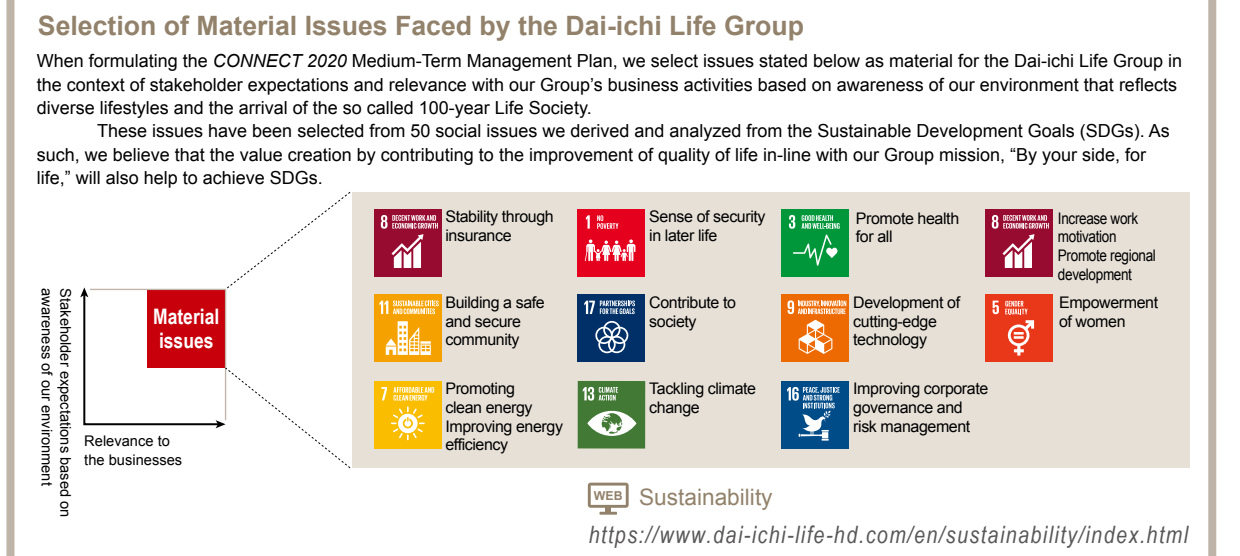 Selection of Material Issues Faced by the Dai-ichi Life Group
When formulating the CONNECT 2020 Medium-Term Management Plan, we select issues stated below as material for the Dai-ichi Life Group in
the context of stakeholder expectations and relevance with our Group's business activities based on awareness of our environment that reflects
diverse lifestyles and the arrival of the so called 100-year Life Society.
These issues have been selected from 50 social issues we derived and analyzed from the Sustainable Development Goals (SDGs). As
such, we believe that the value creation by contributing to the improvement of quality of life in-line with our Group mission, “By your side, for
life,” will also help to achieve SDGs.
Stakeholder expectations based on
awareness of our environment
Material
issues
Relevance to
the businesses
8 DECENT WORK AND
ECONOMIC GROWTH
Stability through
insurance
1 NO
POVERTY
Sense of security
in later life
3 GOOD HEALTH
AND WELL-BEING
Promote health
for all
8 DECENT WORK AND
ECONOMIC GROWTH
Increase work
motivation
Promote regional
development
11 SUSTAINABLE CITIES
AND COMMUNITIES
Building a safe
and secure
community
17 PARTNERSHIPS
FOR THE GOALS
Contribute to
society
9 INDUSTRY, INNOVATION
AND INFRASTRUCTURE
Development of
cutting-edge
technology
5 GENDER
EQUALITY
Empowerment
of women
7 AFFORDABLE AND
CLEAN ENERGY
Promoting
clean energy
Improving energy
efficiency
13 CLIMATE
ACTION
Tackling climate
change
16 PEACE, JUSTICE
AND STRONG
INSTITUTIONS
Improving corporate
governance and
risk management
WEB Sustainability
https://www.dai-ichi-life-hd.com/en/sustainability/index.html